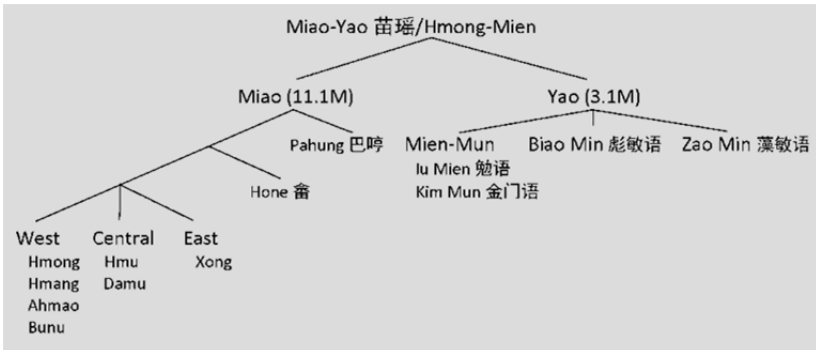 Miao-Yao 苗瑶/Hmong-Mien
Miao (11.1M)
Yao (3.1M)
Pahung 巴哼
Mien-Mun
Iu Mien 勉语
Kim Mun 金门语
Biao Min 彪敏语
Zao Min 藻敏语
Hone 畲
West
Hmong
Hmang
Ahmao
Bunu
Central
Hmu
Damu
East
Xong